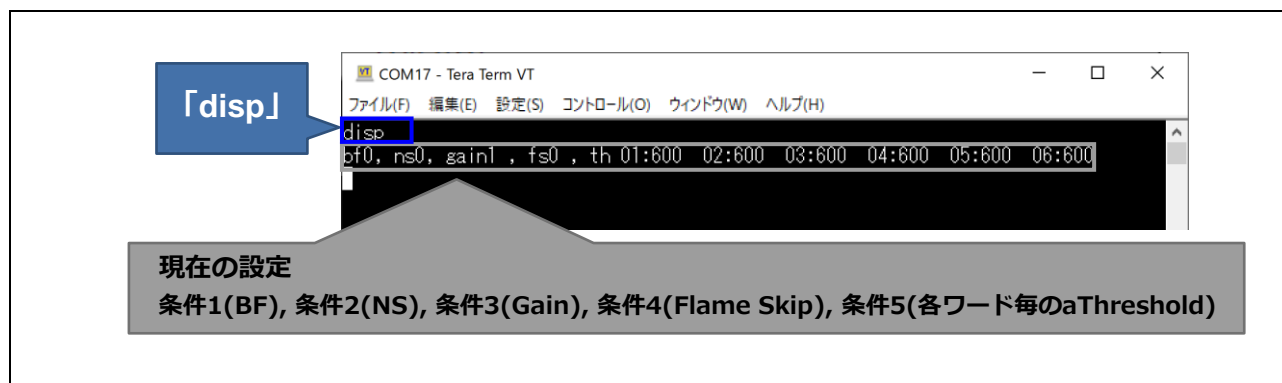 COM17 - Tera Term VT
ファイル(F) 編集(E) 設定(S) コントロール(O) ウィンドウ(W) ヘルプ(H)
「disp」
disp
bf0, ns0, gain1 , fs0 , th 01:600 02:600 03:600 04:600 05:600 06:600
現在の設定
条件1(BF), 条件2(NS), 条件3(Gain), 条件4(Flame Skip), 条件5(各ワード毎のaThreshold)